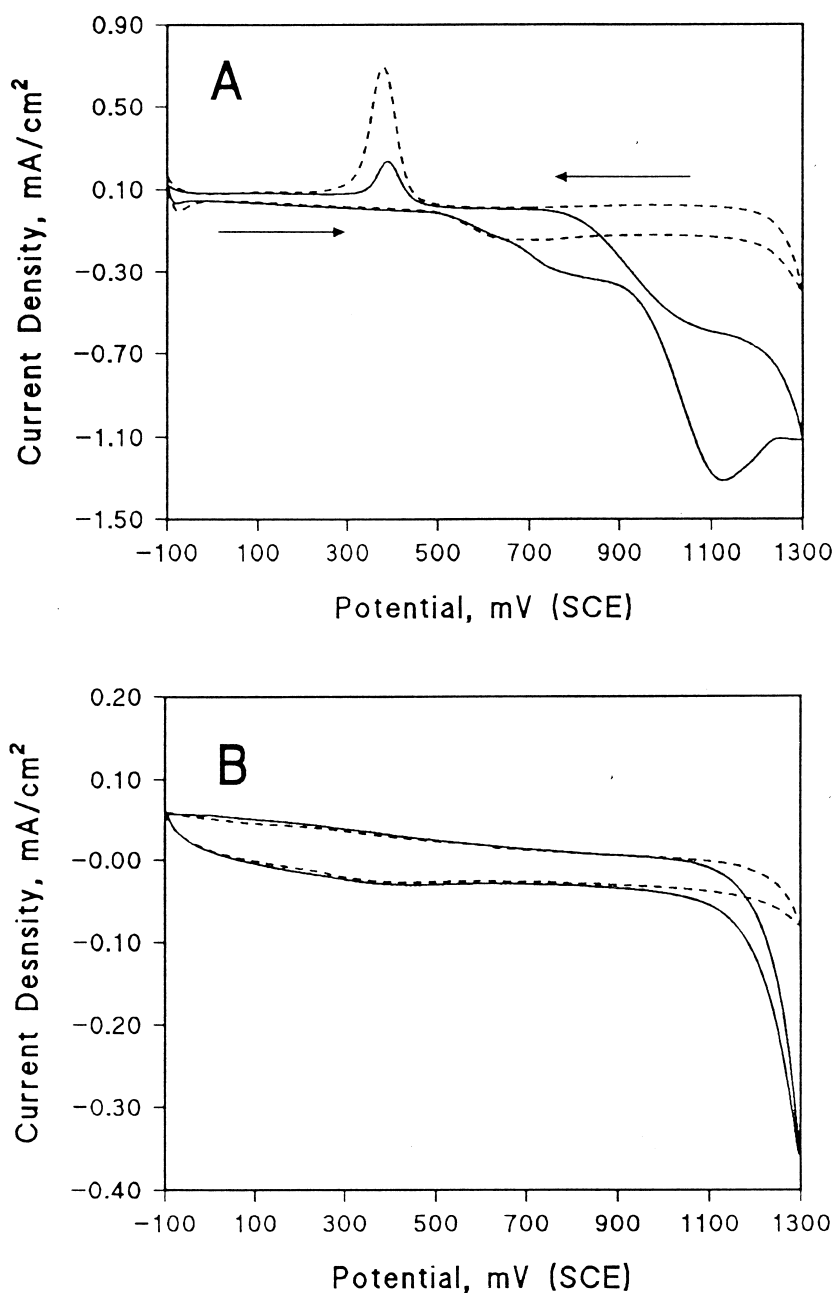 A
Current Density, mA/cm²
0.90
0.50
0.10
−0.30
−0.70
−1.10
−1.50
−100 100 300 500 700 900 1100 1300
Potential, mV (SCE)
B
Current Desnsity, mA/cm²
0.20
0.10
−0.00
−0.10
−0.20
−0.30
−0.40
−100 100 300 500 700 900 1100 1300
Potential, mV (SCE)